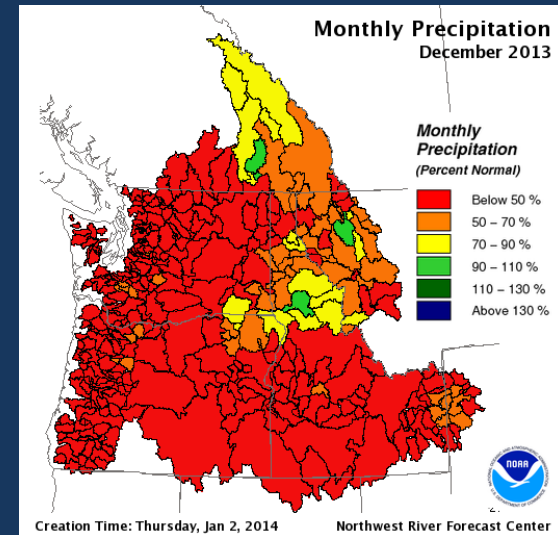 Monthly Precipitation
December 2013
Monthly
Precipitation
(Percent Normal)
Below 50 %
50 – 70 %
70 – 90 %
90 – 110 %
110 – 130 %
Above 130 %
NOAA
Creation Time: Thursday, Jan 2, 2014
Northwest River Forecast Center